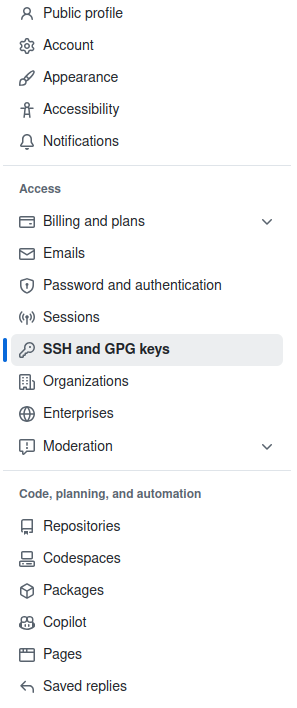 Public profile
Account
Appearance
Accessibility
Notifications
Access
Billing and plans
Emails
Password and authentication
Sessions
SSH and GPG keys
Organizations
Enterprises
Moderation
Code, planning, and automation
Repositories
Codespaces
Packages
Copilot
Pages
Saved replies